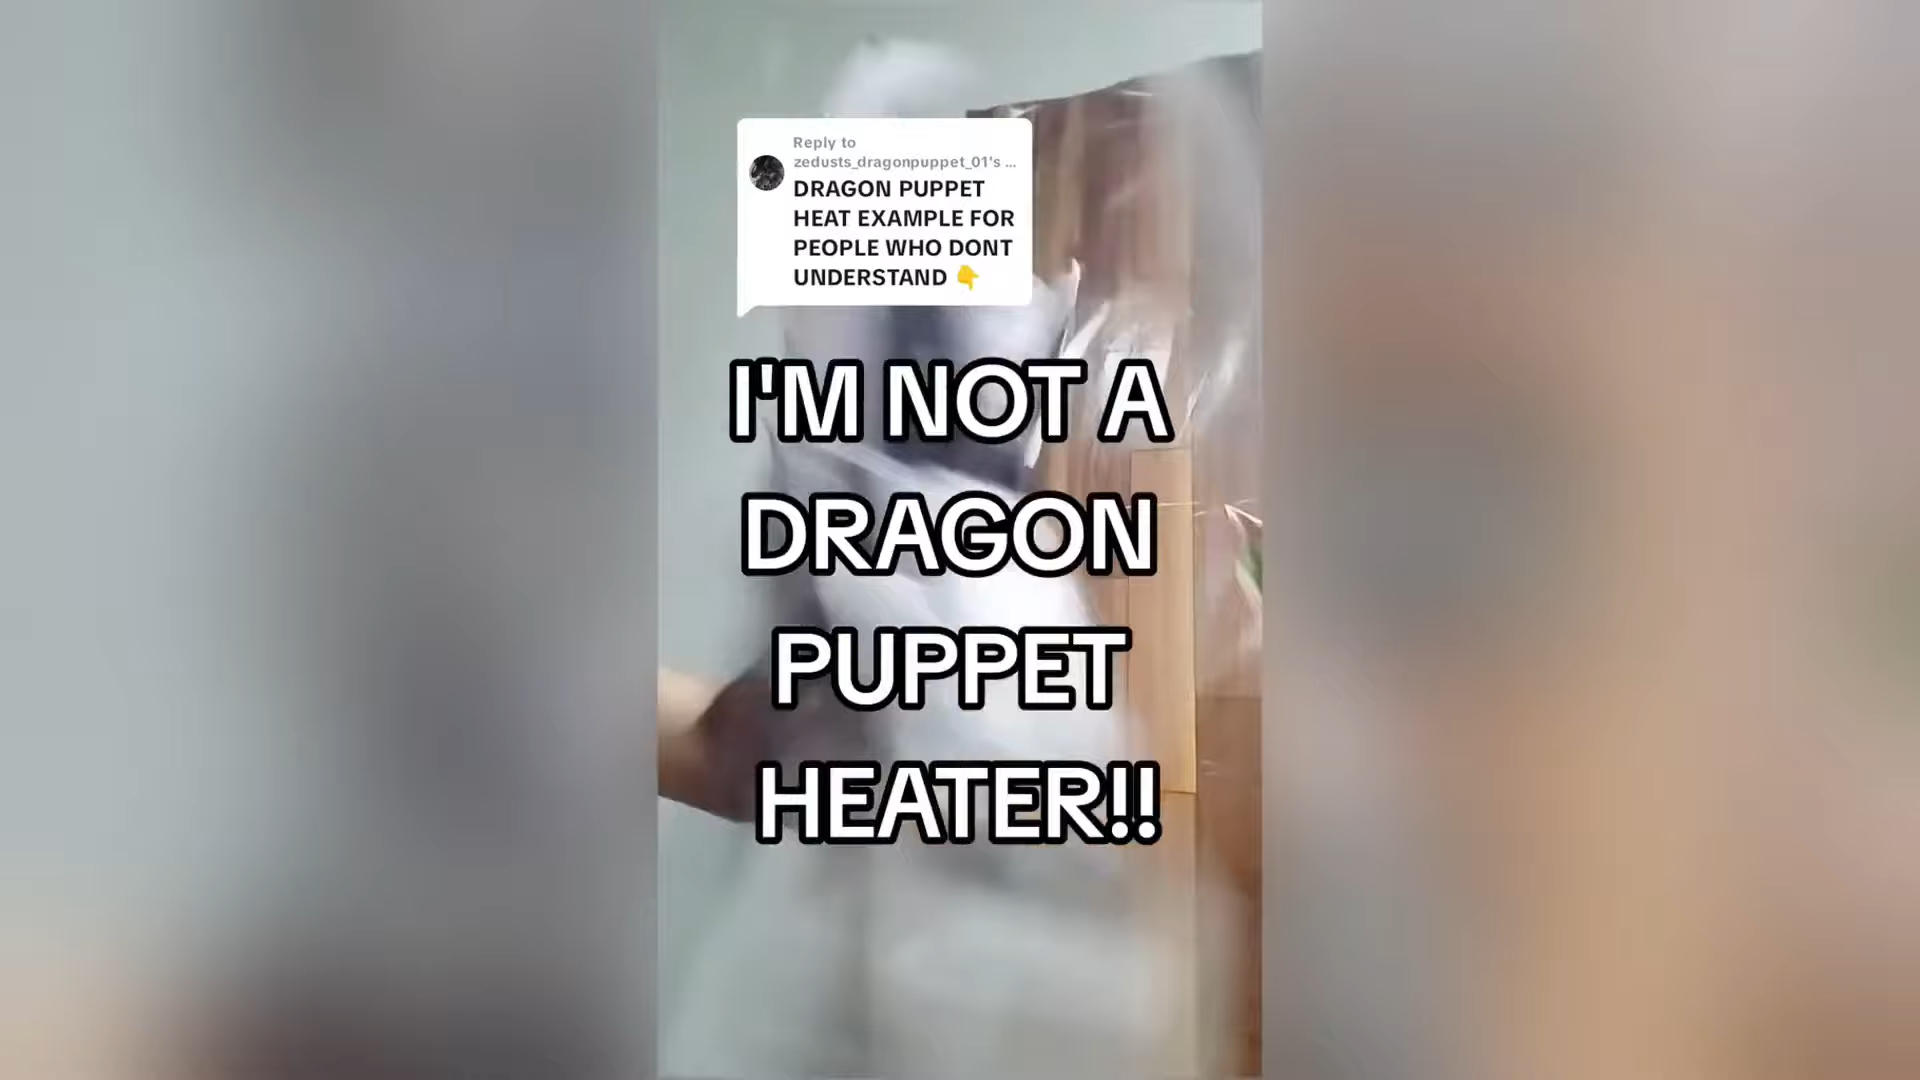 Reply to
zedusts_dragonpuppet_01's ...
DRAGON PUPPET
HEAT EXAMPLE FOR
PEOPLE WHO DONT
UNDERSTAND 👇
I'M NOT A
DRAGON
PUPPET
HEATER!!